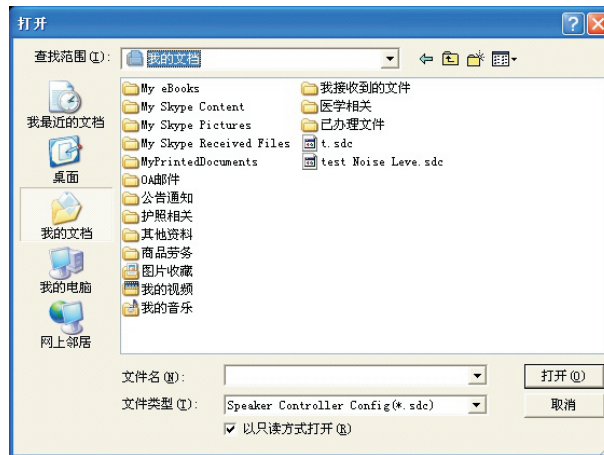 打开
查找范围(I):
我的文档
我最近的文档
桌面
我的文档
我的电脑
网上邻居
My eBooks
My Skype Content
My Skype Pictures
My Skype Received Files
MyPrintedDocuments
OA邮件
公告通知
护照相关
其他资料
商品劳务
图片收藏
我的视频
我的音乐
我接收到的文件
医学相关
已办理文件
t.sdc
test Noise Leve.sdc
文件名(N):
打开(O)
文件类型(T):
Speaker Controller Config(*.sdc)
取消
以只读方式打开(R)